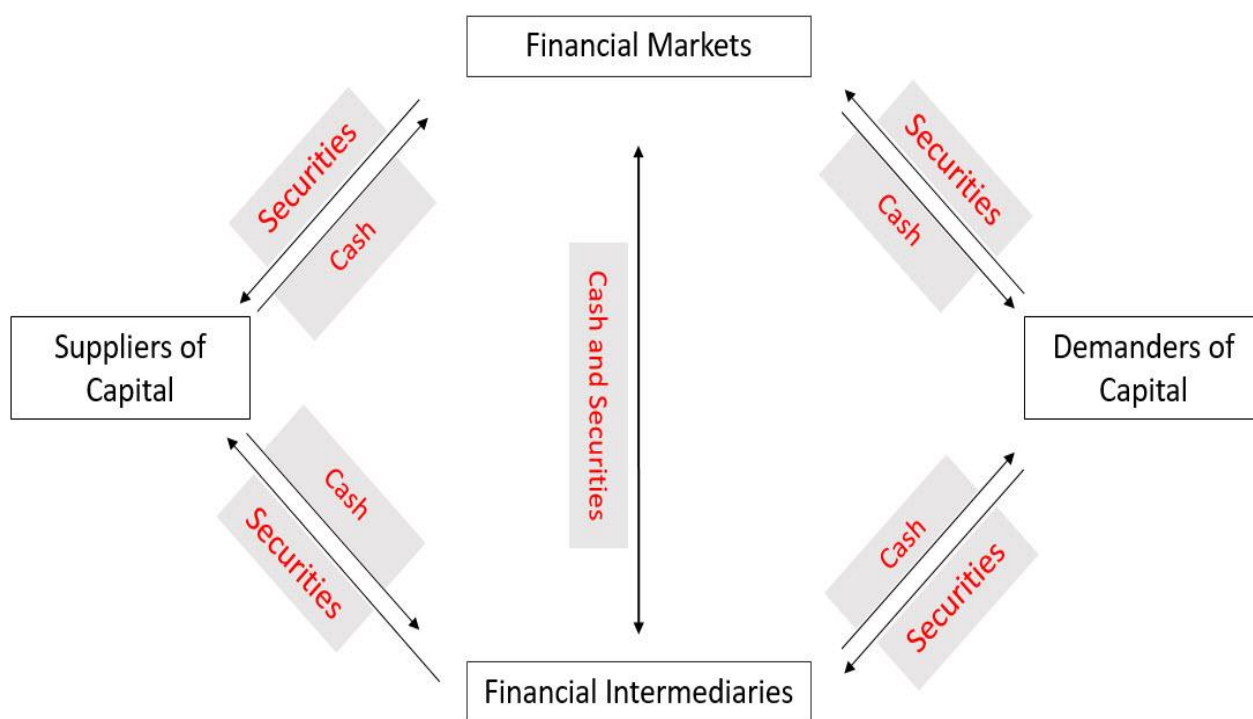 Financial Markets
Securities
Cash
Securities
Cash
Cash and Securities
Suppliers of
Capital
Demanders of
Capital
Cash
Securities
Cash
Securities
Financial Intermediaries